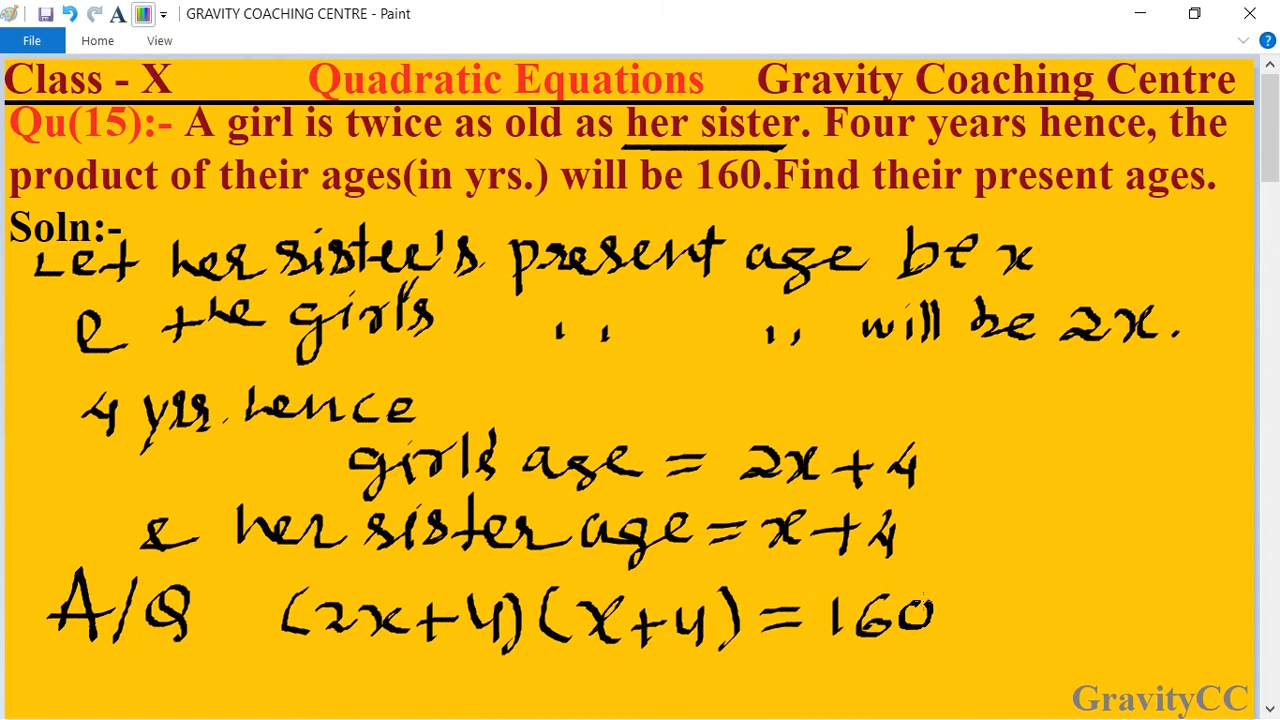 GRAVITY COACHING CENTRE - Paint
File Home View
Class - X Quadratic Equations Gravity Coaching Centre
Qu(15):- A girl is twice as old as her sister. Four years hence, the
product of their ages(in yrs.) will be 160.Find their present ages.
Soln:-
Let her sister's present age be x
& the girl's ,, ,, will be 2x.
4 yrs. hence
girl's age = 2x+4
& her sister age = x+4
A/Q (2x+4)(x+4) = 160
GravityCC